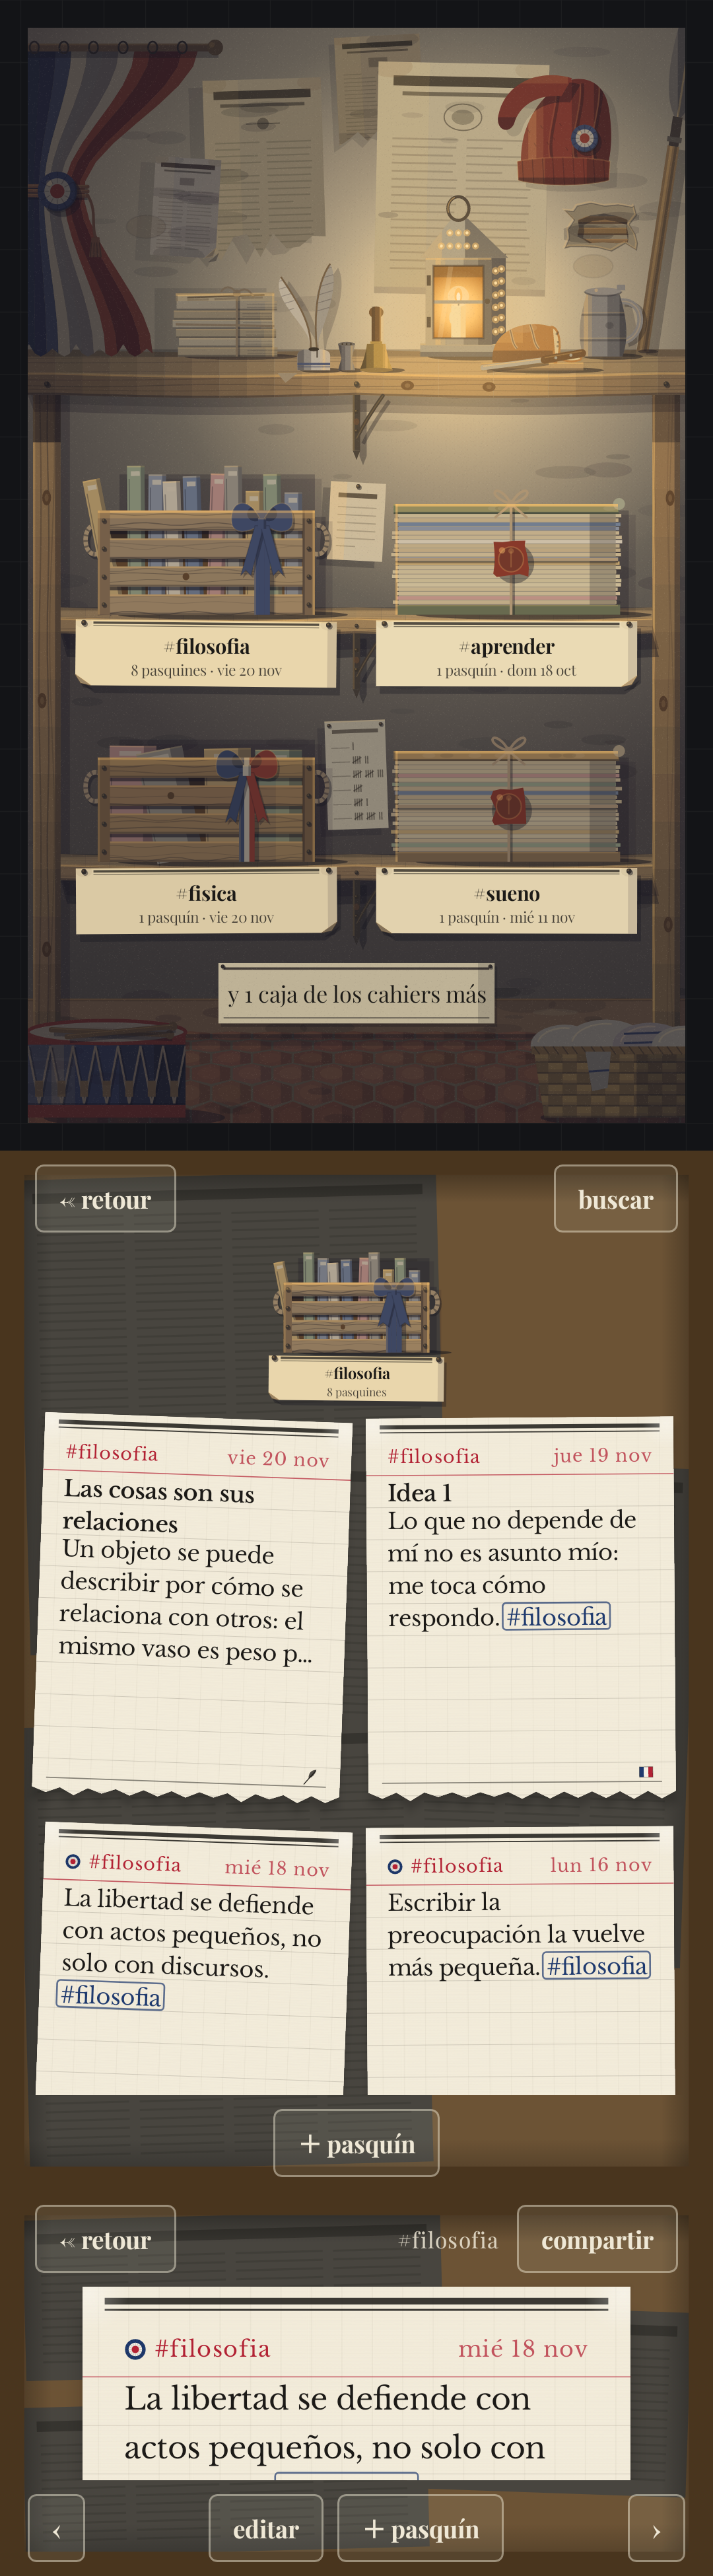 #filosofia
8 pasquines · vie 20 nov
#aprender
1 pasquín · dom 18 oct
#fisica
1 pasquín · vie 20 nov
#sueno
1 pasquín · mié 11 nov
y 1 caja de los cahiers más
retour
buscar
#filosofia
8 pasquines
#filosofia vie 20 nov
Las cosas son sus
relaciones
Un objeto se puede
describir por cómo se
relaciona con otros: el
mismo vaso es peso p...
#filosofia jue 19 nov
Idea 1
Lo que no depende de
mí no es asunto mío:
me toca cómo
respondo. #filosofia
#filosofia mié 18 nov
La libertad se defiende
con actos pequeños, no
solo con discursos.
#filosofia
#filosofia lun 16 nov
Escribir la
preocupación la vuelve
más pequeña. #filosofia
+ pasquín
retour
#filosofia
compartir
#filosofia mié 18 nov
La libertad se defiende con
actos pequeños, no solo con
‹
editar
+ pasquín
›